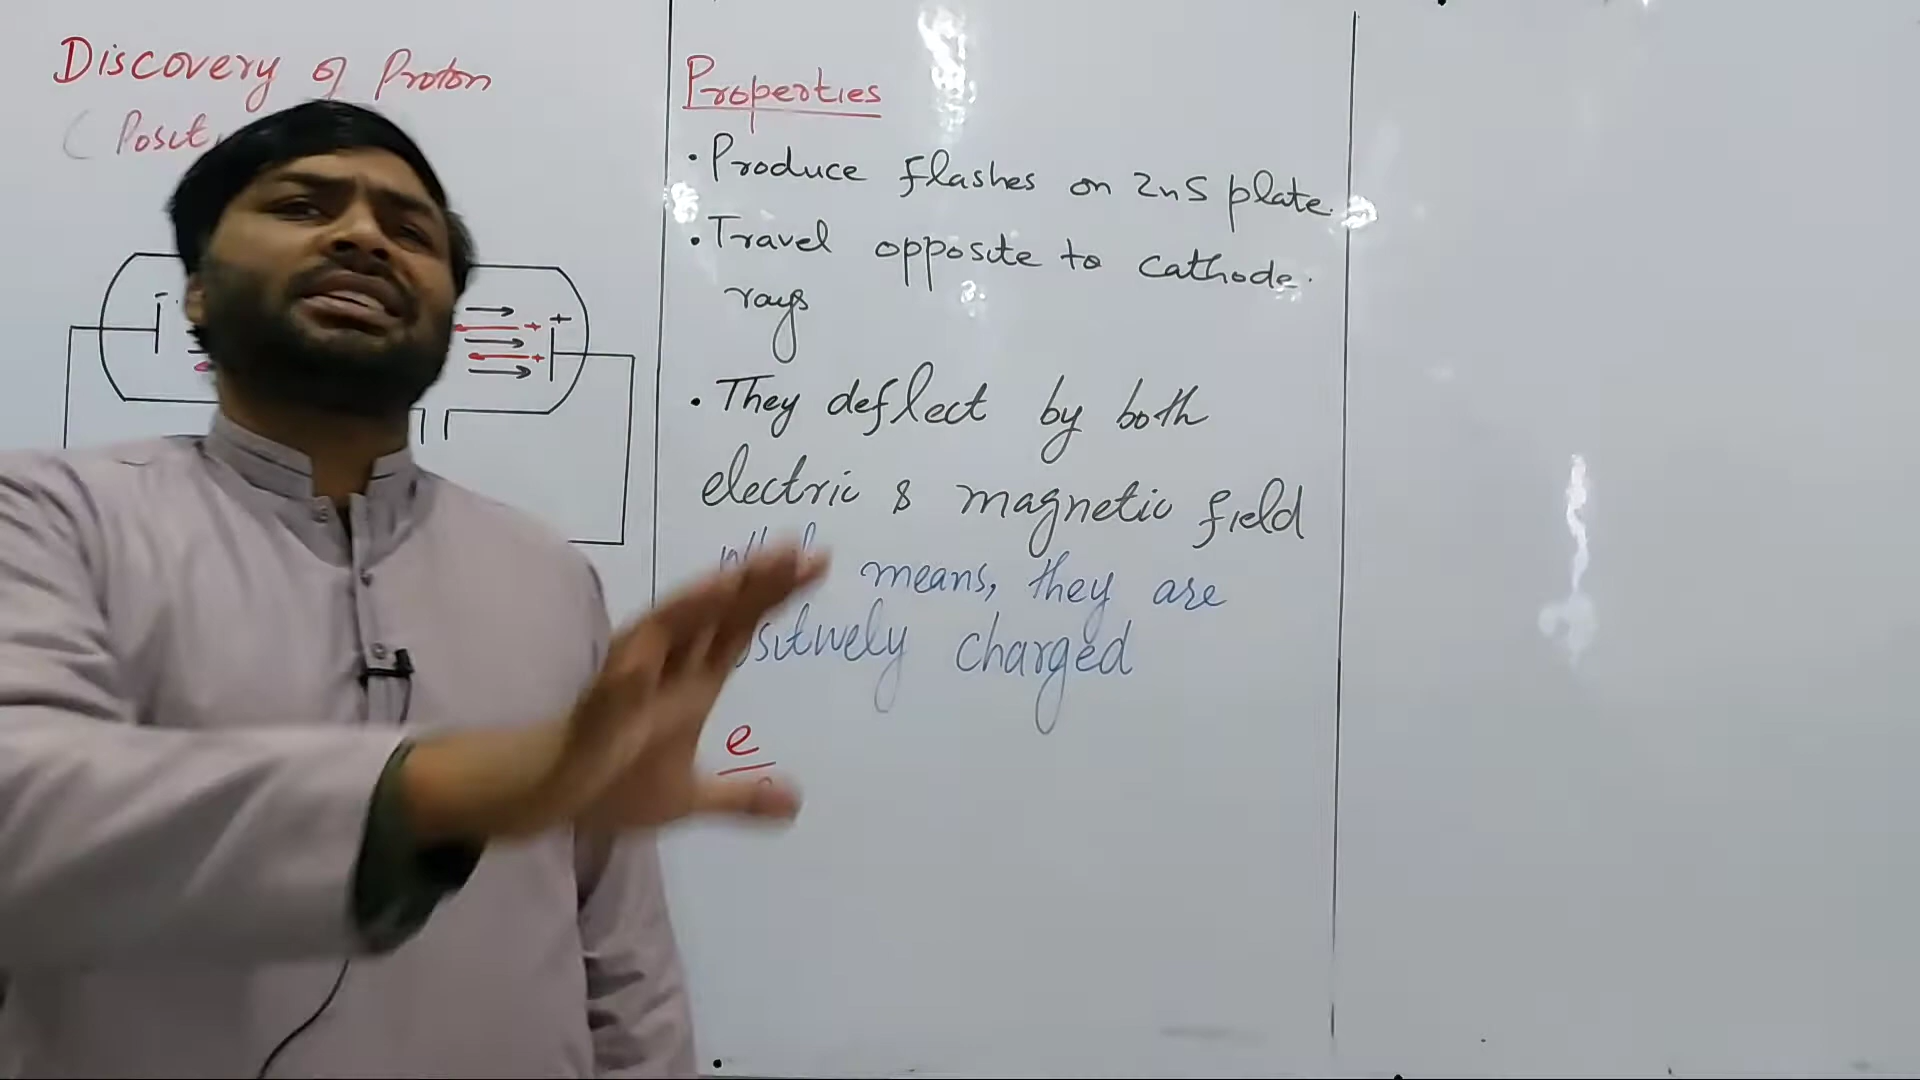 Discovery of Proton
(Posit
- +
+
+
Properties
• Produce flashes on ZnS plate.
• Travel opposite to cathode.
rays
• They deflect by both
electric & magnetic field
means, they are
sitively charged
e